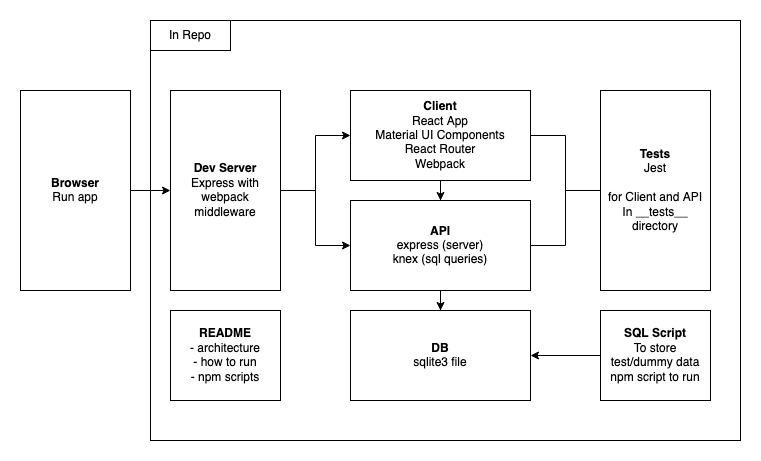 In Repo
Browser
Run app
Dev Server
Express with
webpack
middleware
Client
React App
Material UI Components
React Router
Webpack
API
express (server)
knex (sql queries)
Tests
Jest
for Client and API
In __tests__
directory
README
- architecture
- how to run
- npm scripts
DB
sqlite3 file
SQL Script
To store
test/dummy data
npm script to run